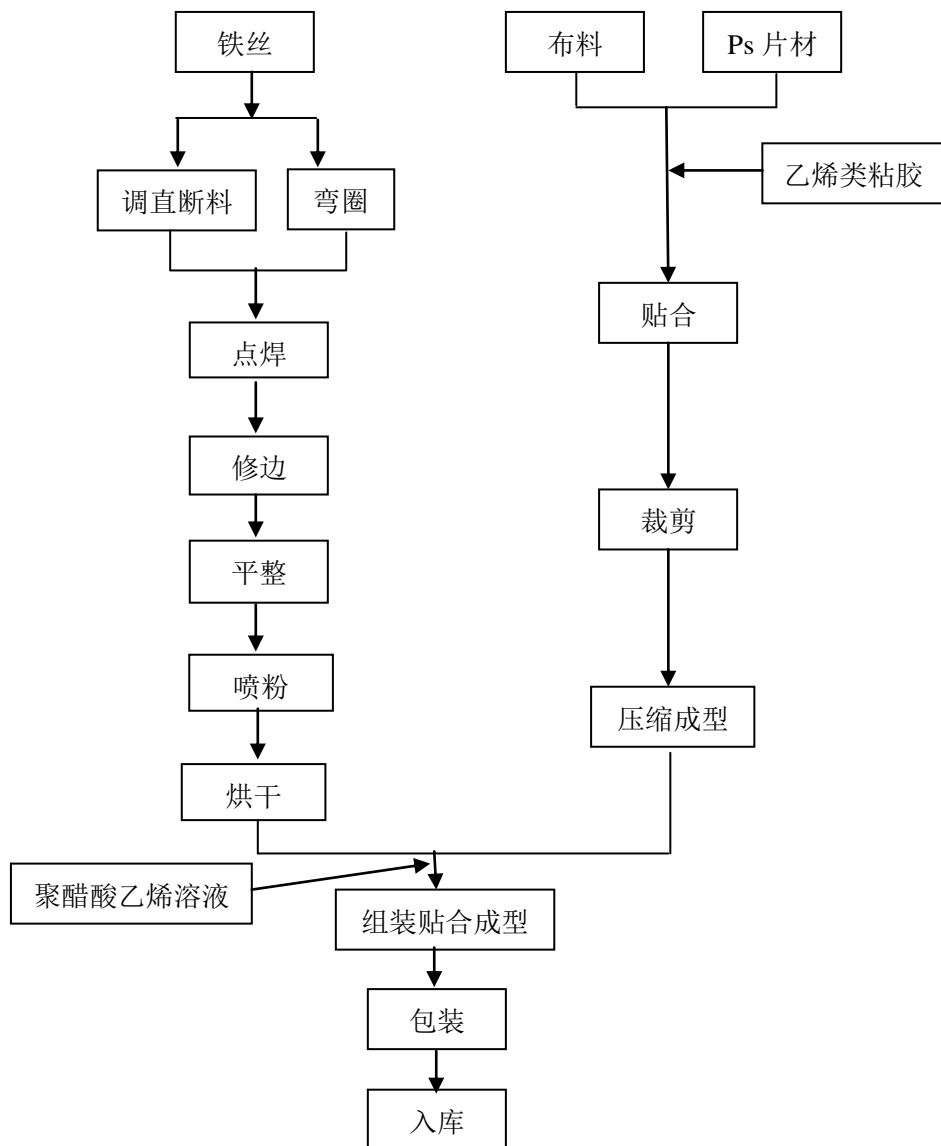 铁丝
布料
Ps 片材
调直断料
弯圈
乙烯类粘胶
贴合
点焊
修边
裁剪
平整
喷粉
压缩成型
烘干
聚醋酸乙烯溶液
组装贴合成型
包装
入库